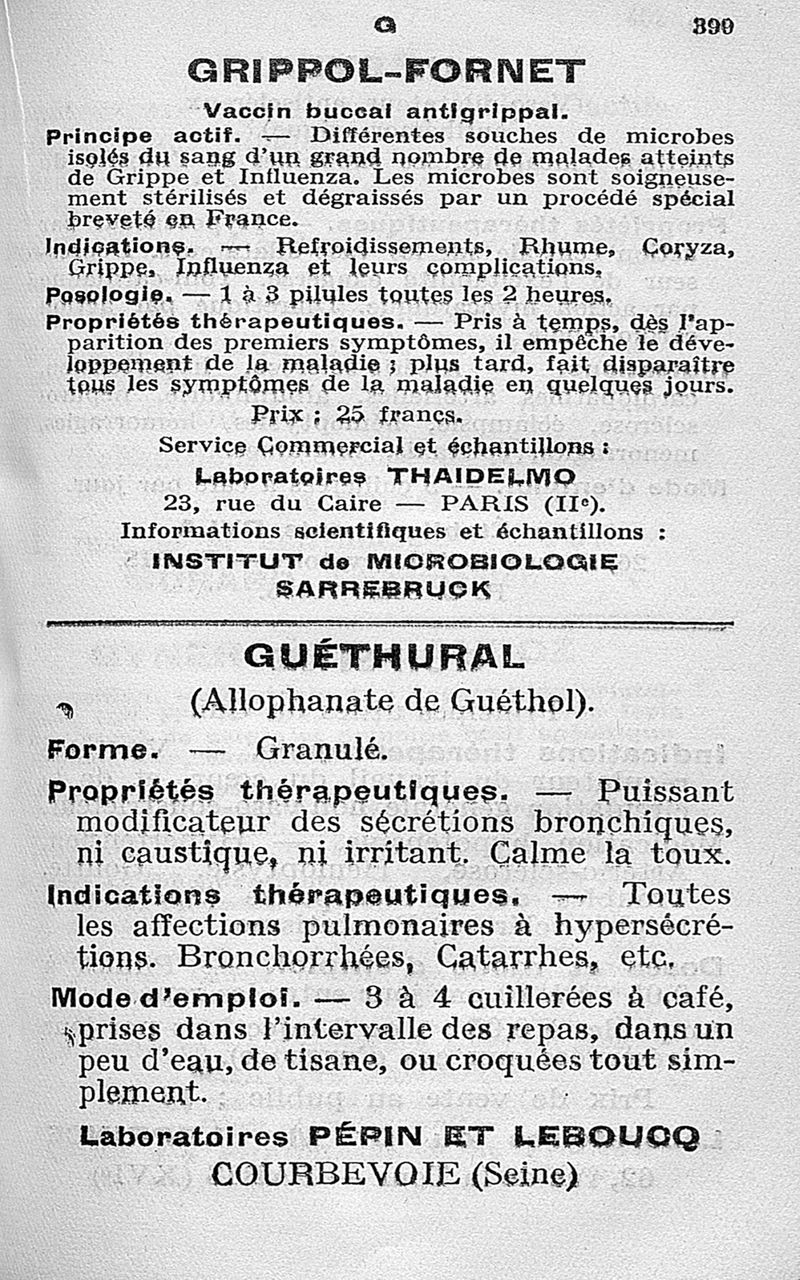 G 390
GRIPPOL-FORNET
Vaccin buccal antigrippal.
Principe actif. — Différentes souches de microbes
isolés du sang d'un grand nombre de malades atteints
de Grippe et Influenza. Les microbes sont soigneuse-
ment stérilisés et dégraissés par un procédé spécial
breveté en France.
Indications. — Refroidissements, Rhume, Coryza,
Grippe, Influenza et leurs complications.
Posologie. — 1 à 3 pilules toutes les 2 heures.
Propriétés thérapeutiques. — Pris à temps, dès l'ap-
parition des premiers symptômes, il empêche le déve-
loppement de la maladie ; plus tard, fait disparaître
tous les symptômes de la maladie en quelques jours.
Prix : 25 francs.
Service Commercial et échantillons :
Laboratoires THAIDELMO
23, rue du Caire — PARIS (IIe).
Informations scientifiques et échantillons :
INSTITUT de MICROBIOLOGIE
SARREBRUCK
GUÉTHURAL
(Allophanate de Guéthol).
Forme. — Granulé.
Propriétés thérapeutiques. — Puissant
modificateur des sécrétions bronchiques,
ni caustique, ni irritant. Calme la toux.
Indications thérapeutiques. — Toutes
les affections pulmonaires à hypersécré-
tions. Bronchorrhées, Catarrhes, etc.
Mode d'emploi. — 3 à 4 cuillerées à café,
prises dans l'intervalle des repas, dans un
peu d'eau, de tisane, ou croquées tout sim-
plement.
Laboratoires PÉPIN ET LEBOUCQ
COURBEVOIE (Seine)